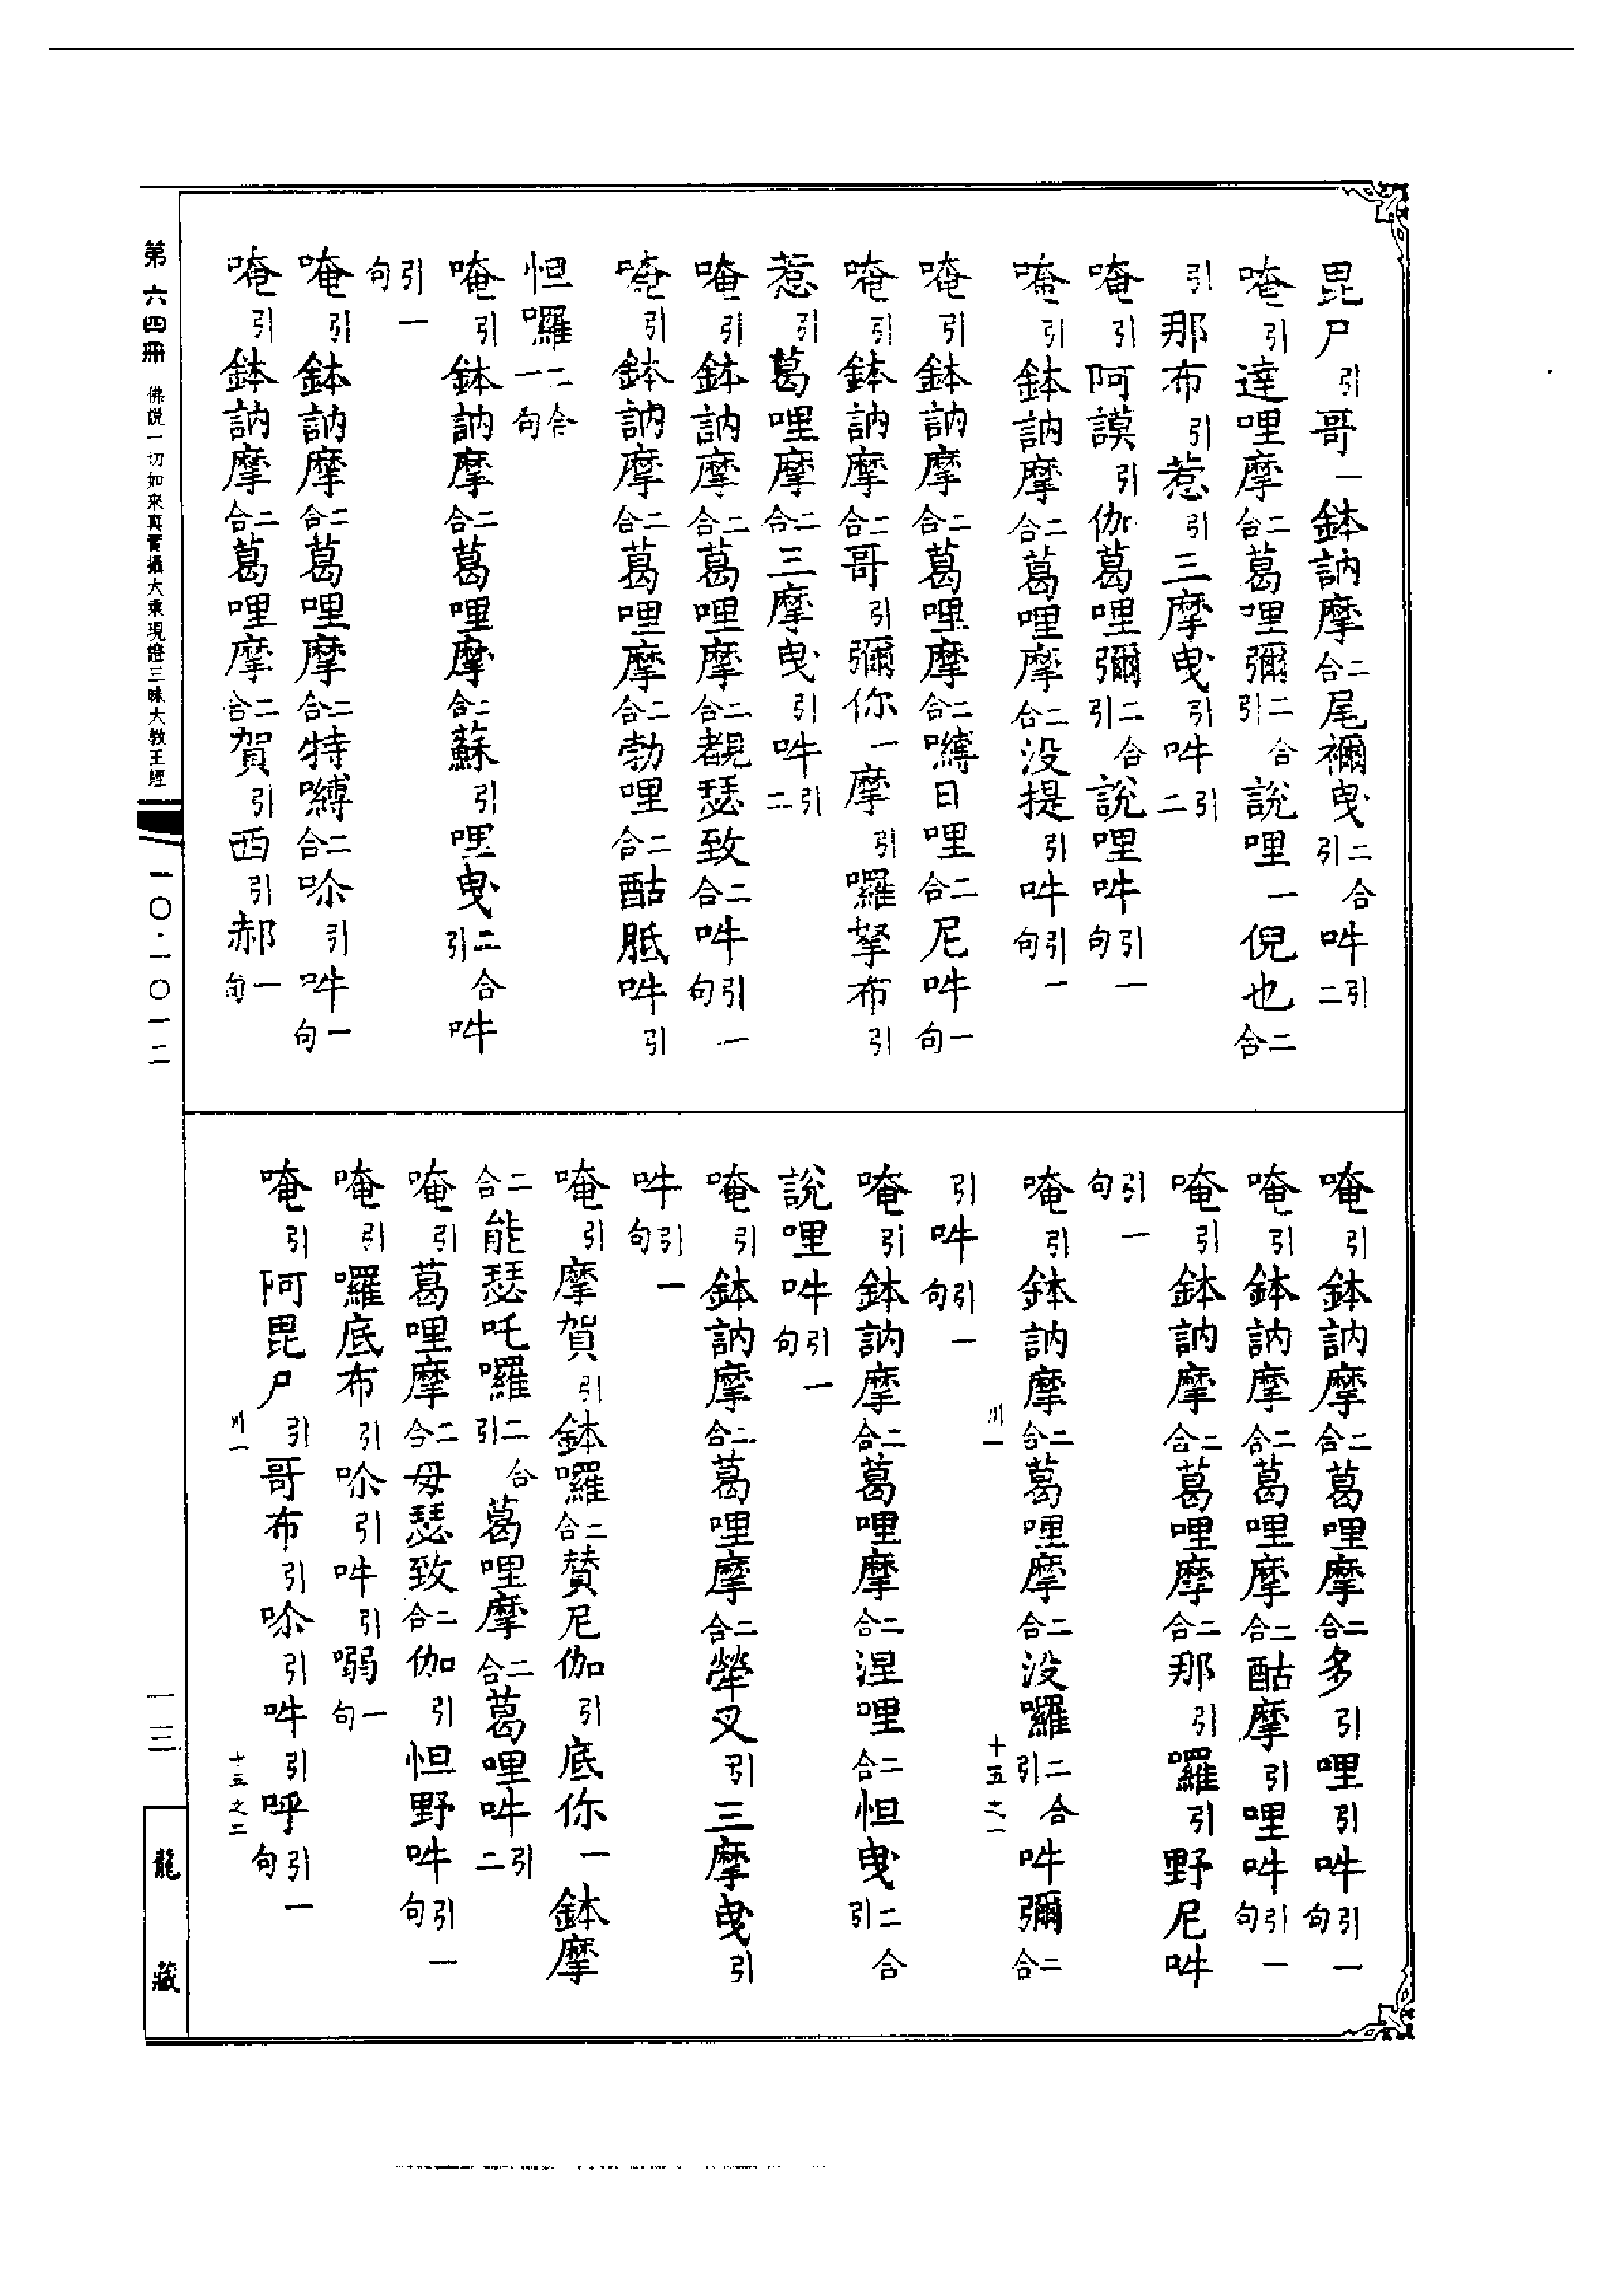 毘尸引哥一鉢訥摩二合尾禰曳二合引吽引二
唵引達哩摩二合葛哩彌二合引說哩一倪也二合
引那布引惹引三摩曳引吽引二
唵引阿謨引伽葛哩彌二合引說哩吽引一句
唵引鉢訥摩二合葛哩摩二合没提引吽引一句
唵引鉢訥摩二合葛哩摩二合嚩日哩二合尼吽一句
唵引鉢訥摩二合哥引彌你一摩引囉拏布引
惹引葛哩摩二合三摩曳引吽引二
唵引鉢訥摩二合葛哩摩二合覩瑟致二合吽引一句
唵引鉢訥摩二合葛哩摩二合勃哩二合酤胝吽引
怛囉二合一句
唵引鉢訥摩二合葛哩摩二合蘇引哩曳二合引吽
引一句
唵引鉢訥摩二合葛哩摩二合特嚩二合𠺁引吽一句
唵引鉢訥摩二合葛哩摩二合賀引西引郝一句
唵引鉢訥摩二合葛哩摩二合多引哩引吽引一句
唵引鉢訥摩二合葛哩摩二合酤摩引哩吽引一句
唵引鉢訥摩二合葛哩摩二合那引囉引野尼吽
引一句
唵引鉢訥摩二合葛哩摩二合没囉二合引吽彌二合
引吽引一句
唵引鉢訥摩二合葛哩摩二合涅哩二合怛曳二合引
說哩吽引一句
唵引鉢訥摩二合葛哩摩二合犖叉引三摩曳引
吽引一句
唵引摩賀引鉢囉二合贊尼伽引底你一鉢摩
二合能瑟吒囉二合引葛哩摩二合葛哩吽引二
唵引葛哩摩二合毋瑟致二合伽引怛野吽引一句
唵引囉底布引𠺁引吽引嗍一句
唵引阿毘尸引哥布引𠺁引吽引呼引一句
川一
十五之一
川一
十五之二
第六四冊
佛說一切如來真實攝大乘現證三昧大教王經
一〇·一〇一二
一三
龍藏